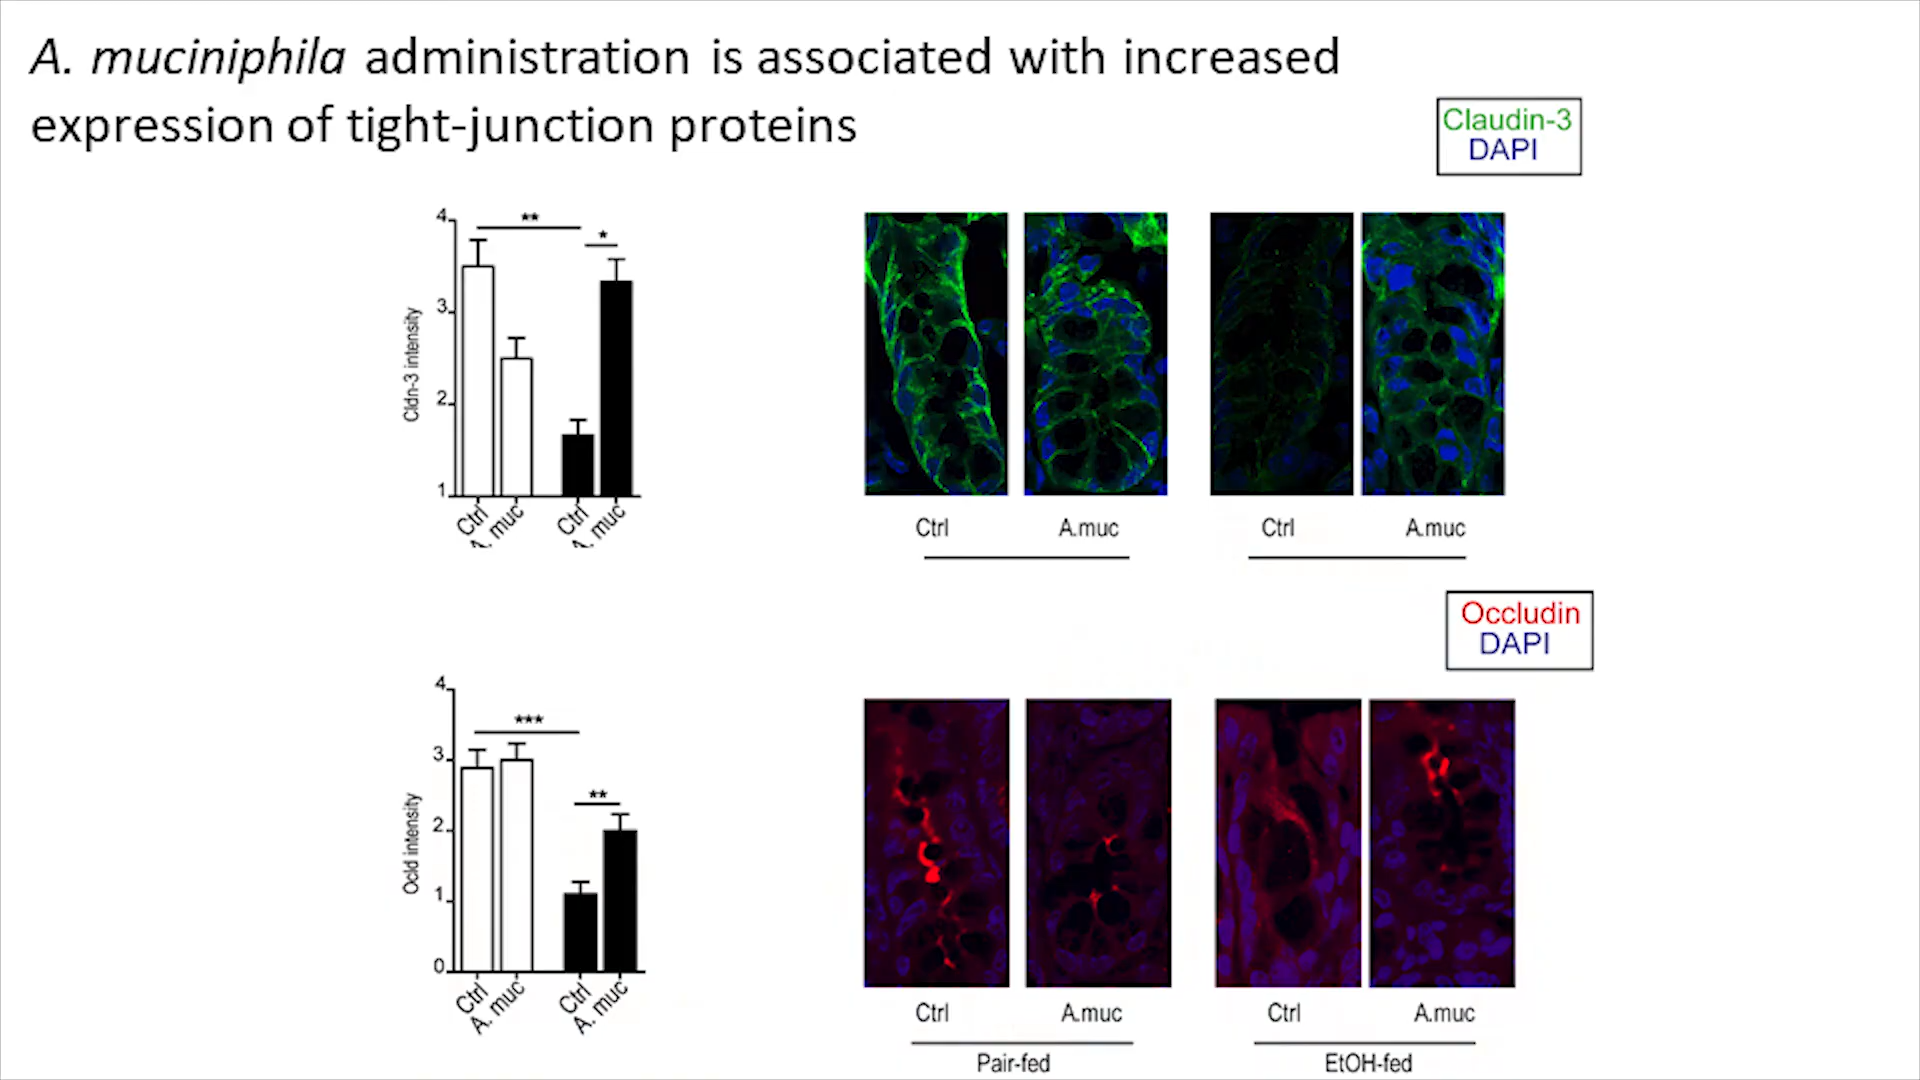 A. muciniphila administration is associated with increased
expression of tight-junction proteins
Claudin-3
DAPI
4
3
2
1
Cldn-3 intensity
**
*
Ctrl
A. muc
Ctrl
A. muc
Ctrl
A.muc
Ctrl
A.muc
Occludin
DAPI
4
3
2
1
0
Ocld intensity
***
**
Ctrl
A. muc
Ctrl
A. muc
Ctrl
A.muc
Ctrl
A.muc
Pair-fed
EtOH-fed